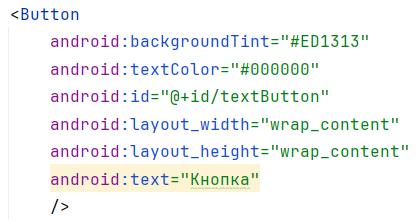 <Button
android:backgroundTint="#ED1313"
android:textColor="#000000"
android:id="@+id/textButton"
android:layout_width="wrap_content"
android:layout_height="wrap_content"
android:text="Кнопка"
/>